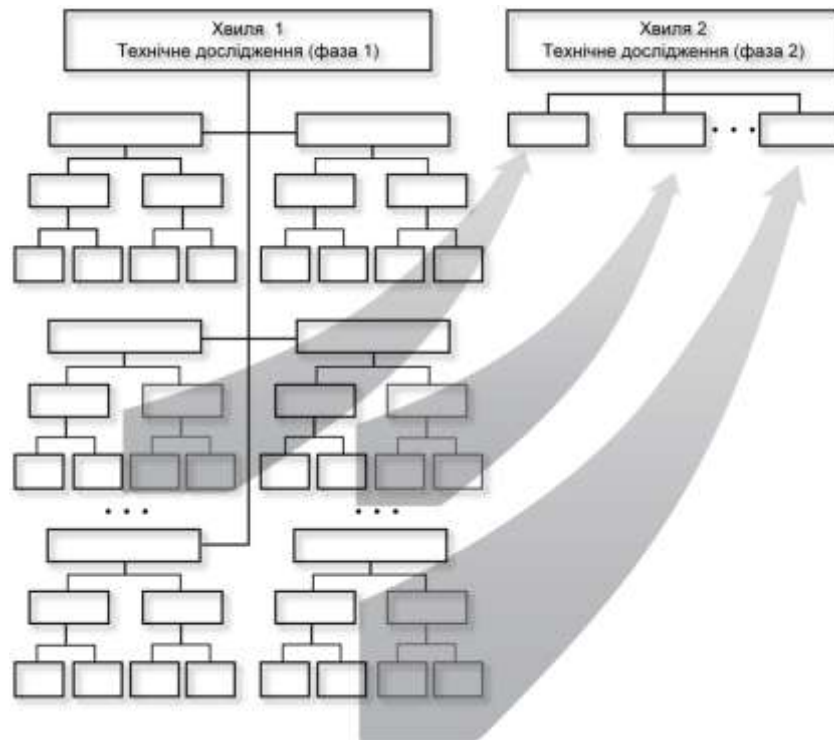 Хвиля 1
Технічне дослідження (фаза 1)
Хвиля 2
Технічне дослідження (фаза 2)